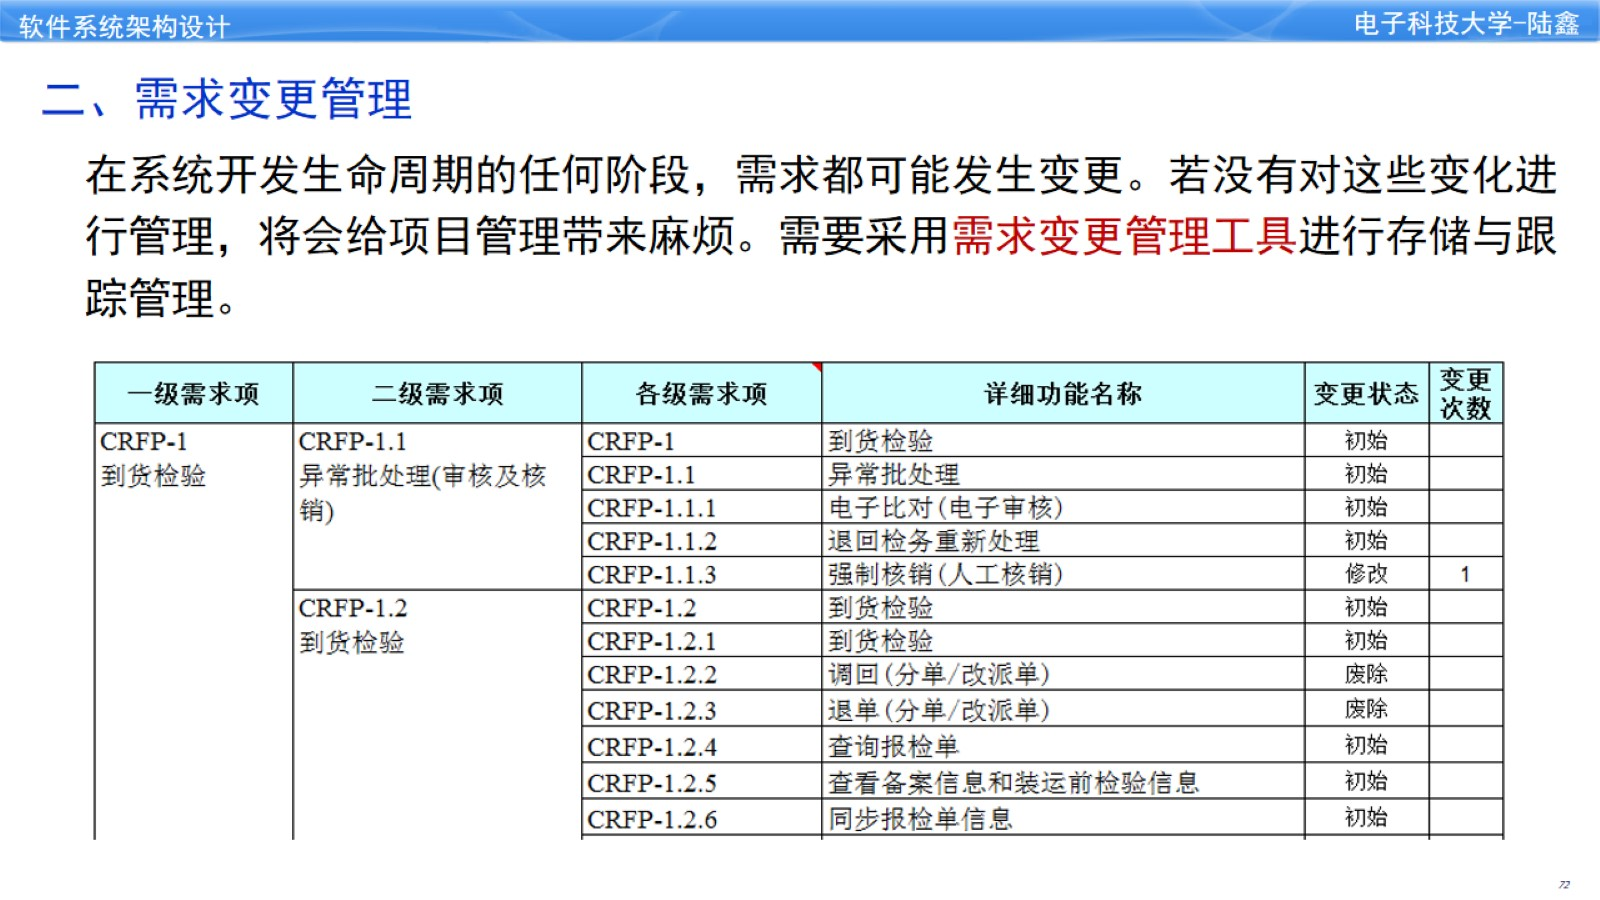 软件系统架构设计
电子科技大学-陆鑫
二、需求变更管理
在系统开发生命周期的任何阶段，需求都可能发生变更。若没有对这些变化进
行管理，将会给项目管理带来麻烦。需要采用需求变更管理工具进行存储与跟
踪管理。
一级需求项 二级需求项 各级需求项 详细功能名称 变更状态 变更
次数
CRFP-1 CRFP-1.1 CRFP-1 到货检验 初始
到货检验 异常批处理(审核及核 CRFP-1.1 异常批处理 初始
销) CRFP-1.1.1 电子比对(电子审核) 初始
CRFP-1.1.2 退回检务重新处理 初始
CRFP-1.1.3 强制核销(人工核销) 修改 1
CRFP-1.2 CRFP-1.2 到货检验 初始
到货检验 CRFP-1.2.1 到货检验 初始
CRFP-1.2.2 调回(分单/改派单) 废除
CRFP-1.2.3 退单(分单/改派单) 废除
CRFP-1.2.4 查询报检单 初始
CRFP-1.2.5 查看备案信息和装运前检验信息 初始
CRFP-1.2.6 同步报检单信息 初始
72